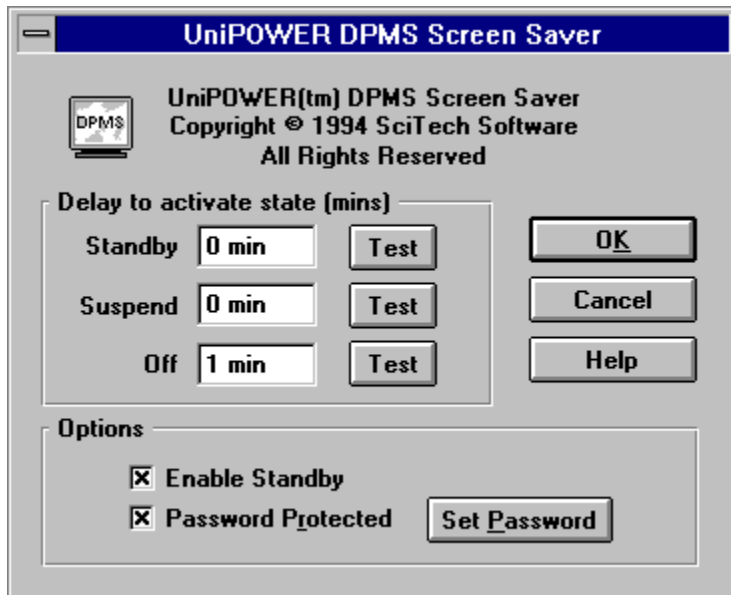 UniPOWER DPMS Screen Saver
DPMS
UniPOWER(tm) DPMS Screen Saver
Copyright © 1994 SciTech Software
All Rights Reserved
Delay to activate state (mins)
Standby 0 min Test
Suspend 0 min Test
Off 1 min Test
OK
Cancel
Help
Options
Enable Standby
Password Protected Set Password